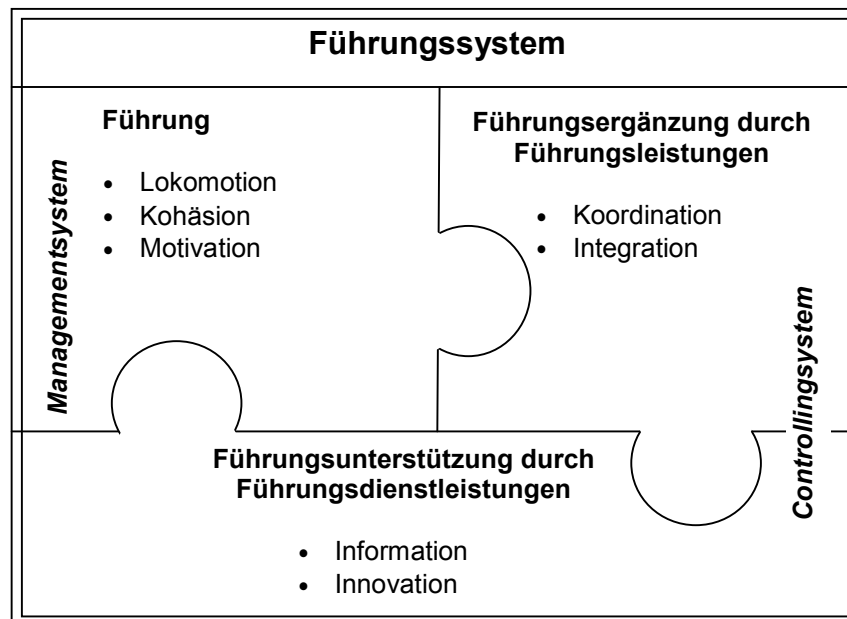 Führungssystem
Führung
• Lokomotion
• Kohäsion
• Motivation
Managementsystem
Führungsergänzung durch
Führungsleistungen
• Koordination
• Integration
Controllingsystem
Führungsunterstützung durch
Führungsdienstleistungen
• Information
• Innovation